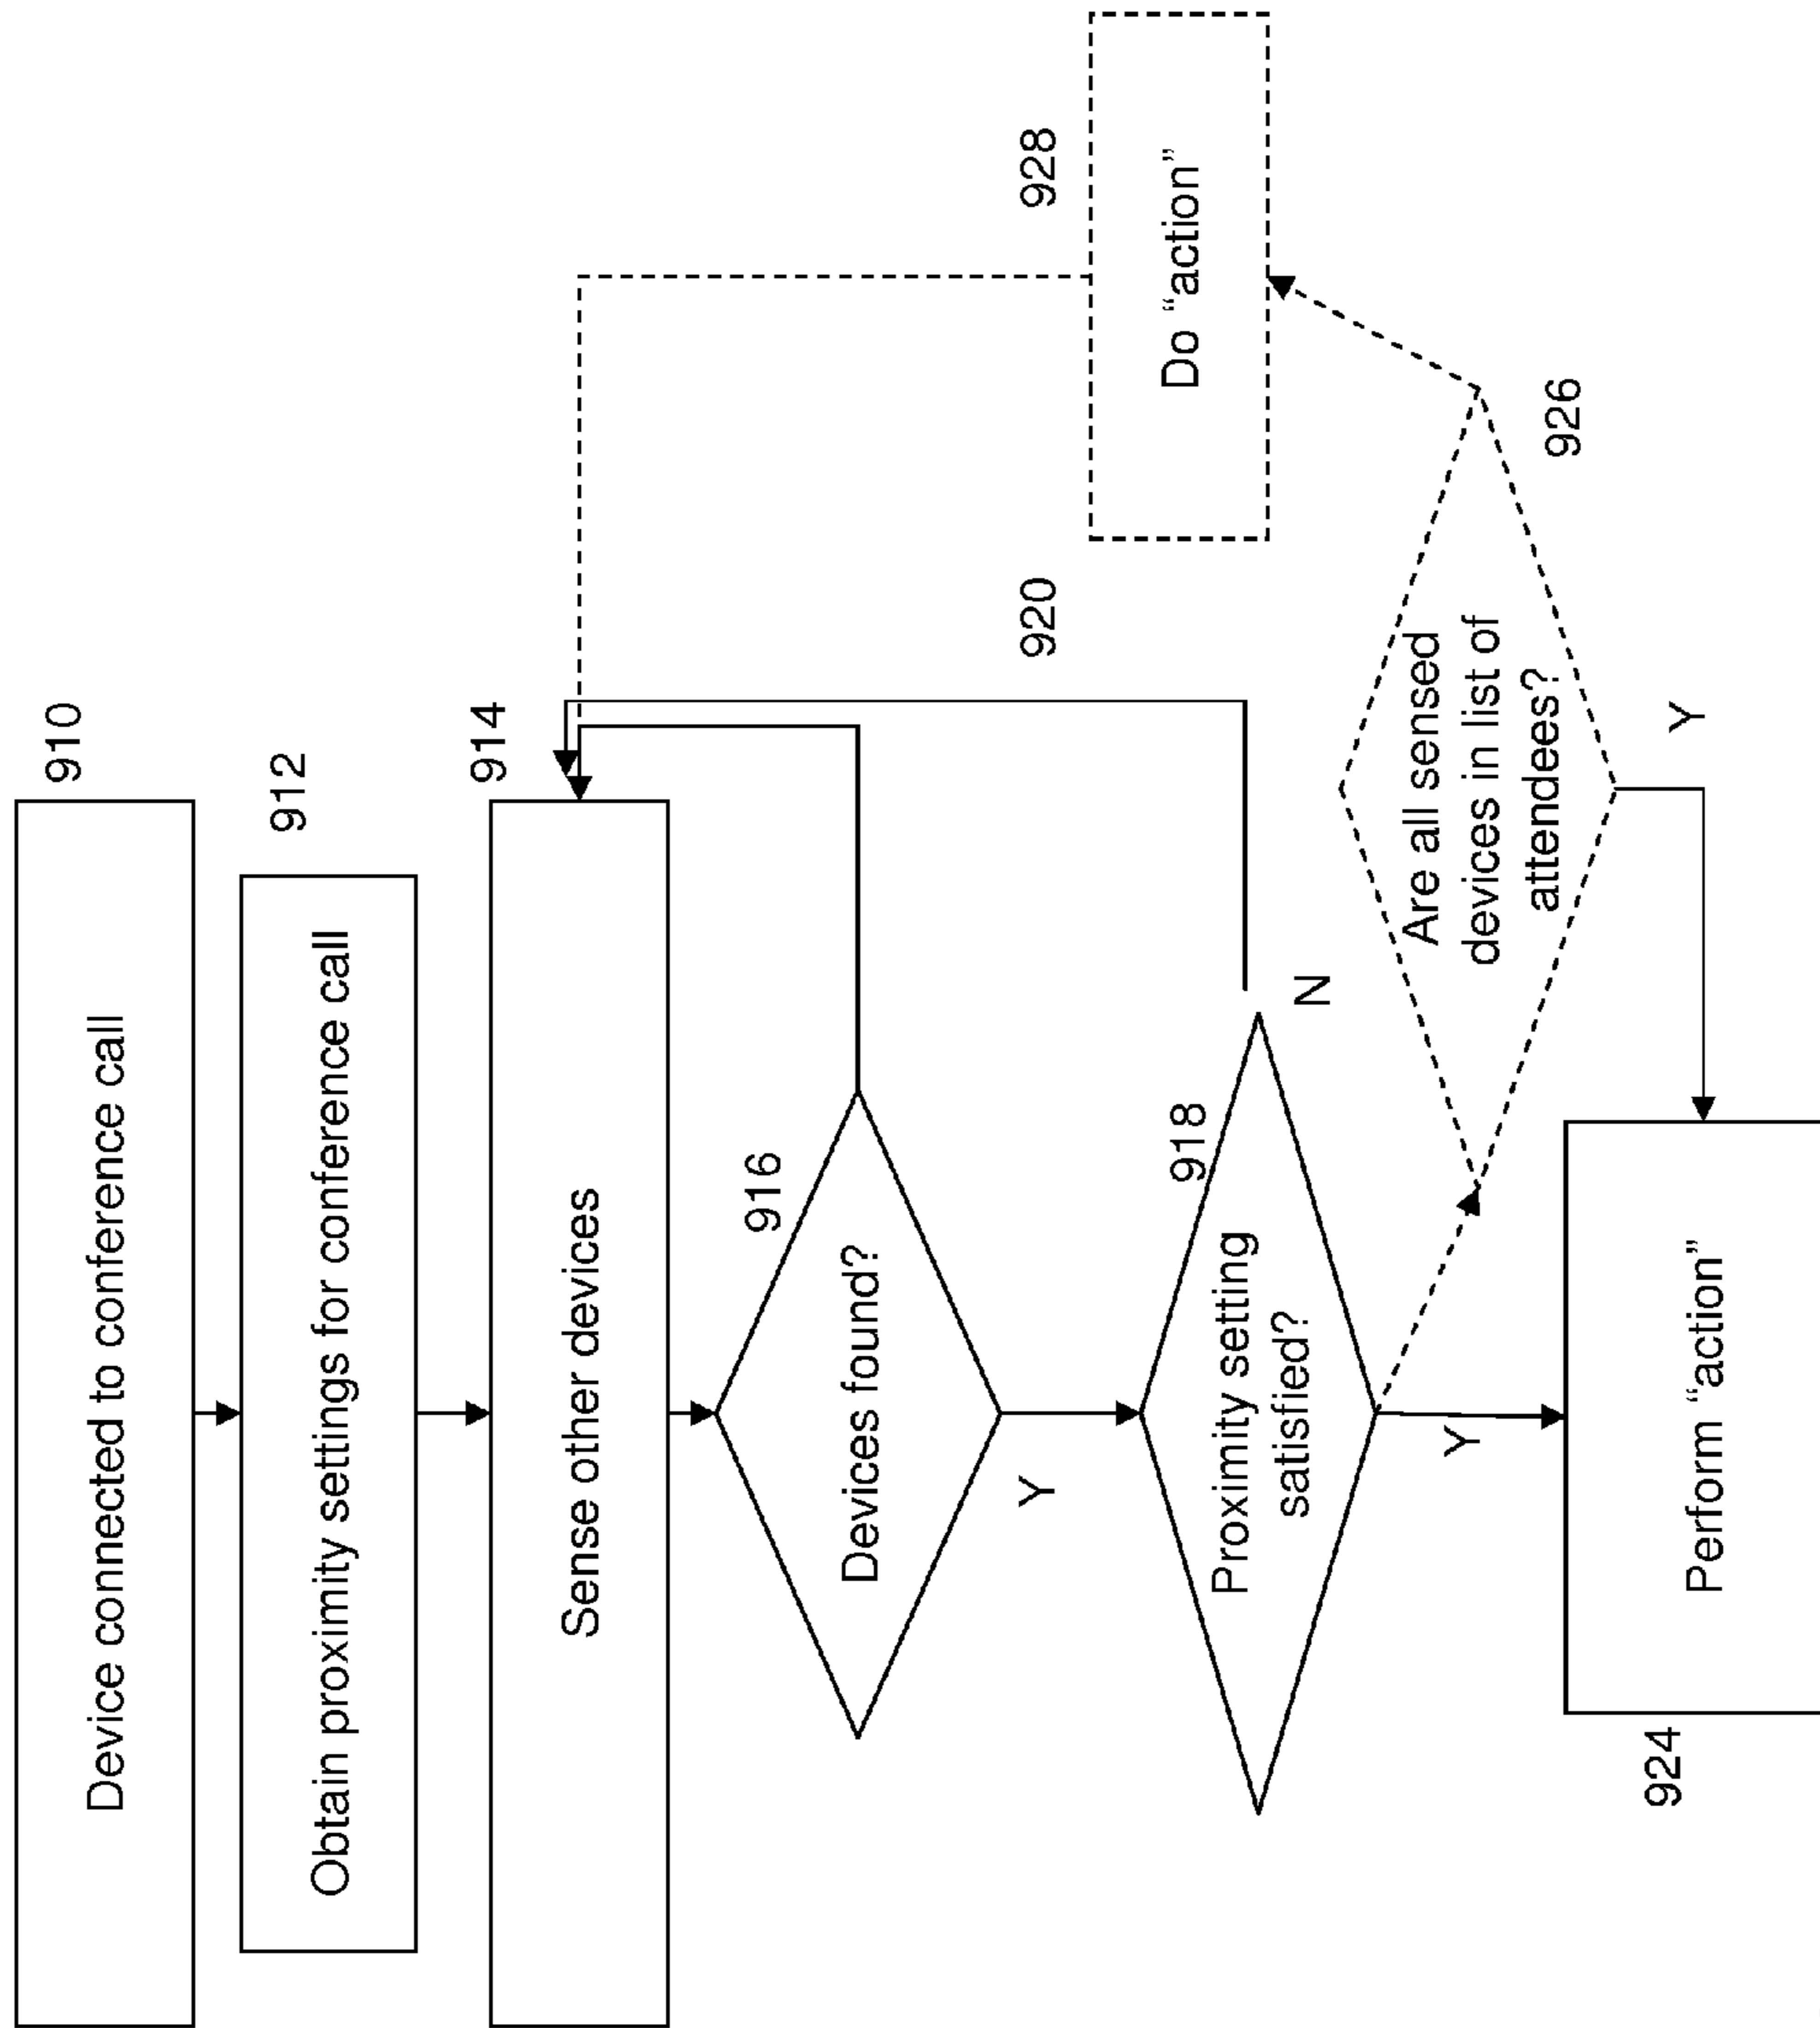 Device connected to conference call
910
Obtain proximity settings for conference call
912
Sense other devices
914
Devices found?
916
Y
Proximity setting
satisfied?
918
N
920
Y
Perform “action”
924
Are all sensed
devices in list of
attendees?
926
Y
Do “action”
928